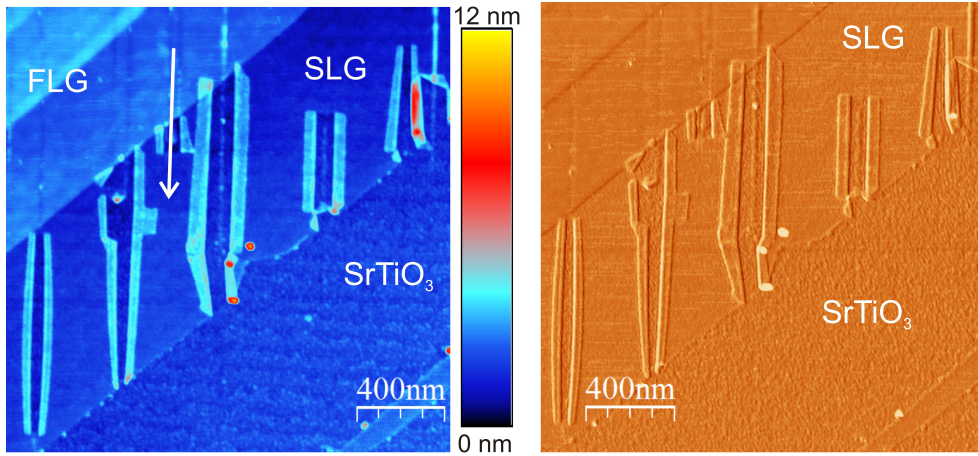 FLG
SLG
SrTiO₃
400nm
12 nm
0 nm
SLG
SrTiO₃
400nm